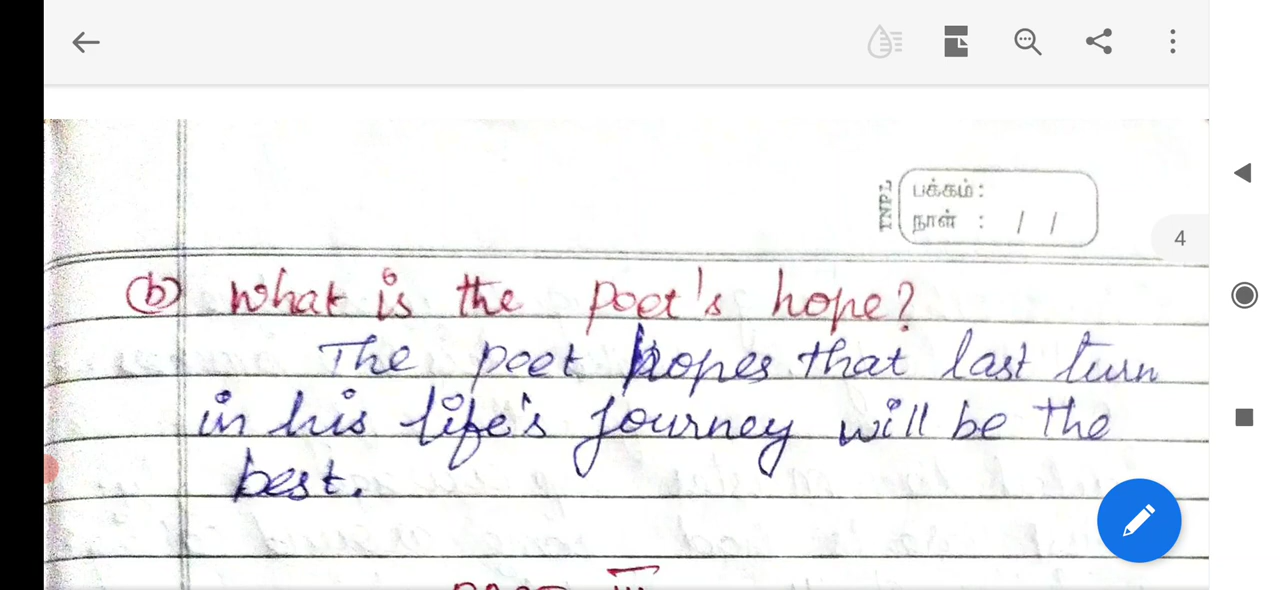 TNPL
பக்கம் :
நாள் : / /
4
(b) What is the poet's hope?
The poet hopes that last turn
in his life's journey will be the
best.